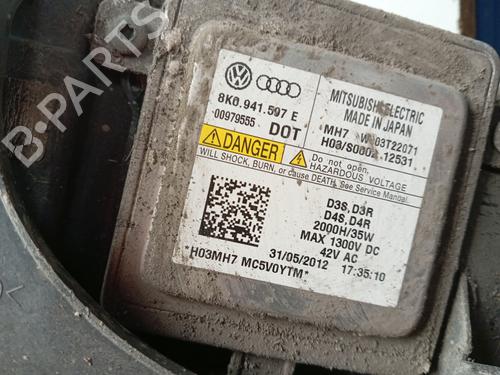 B-PARTS
8K0.941.597 E
00979555 DOT
MITSUBISHI ELECTRIC
MADE IN JAPAN
MH7 W003T22071
H03/S0002 12531
DANGER
Do not open.
HAZARDOUS VOLTAGE
WILL SHOCK, BURN, or cause DEATH. See Service Manual.
D3S,D3R
D4S,D4R
2000H/35W
MAX 1300V DC
42V AC
*H03MH7 MC5V0YTM*
31/05/2012 17:35:10